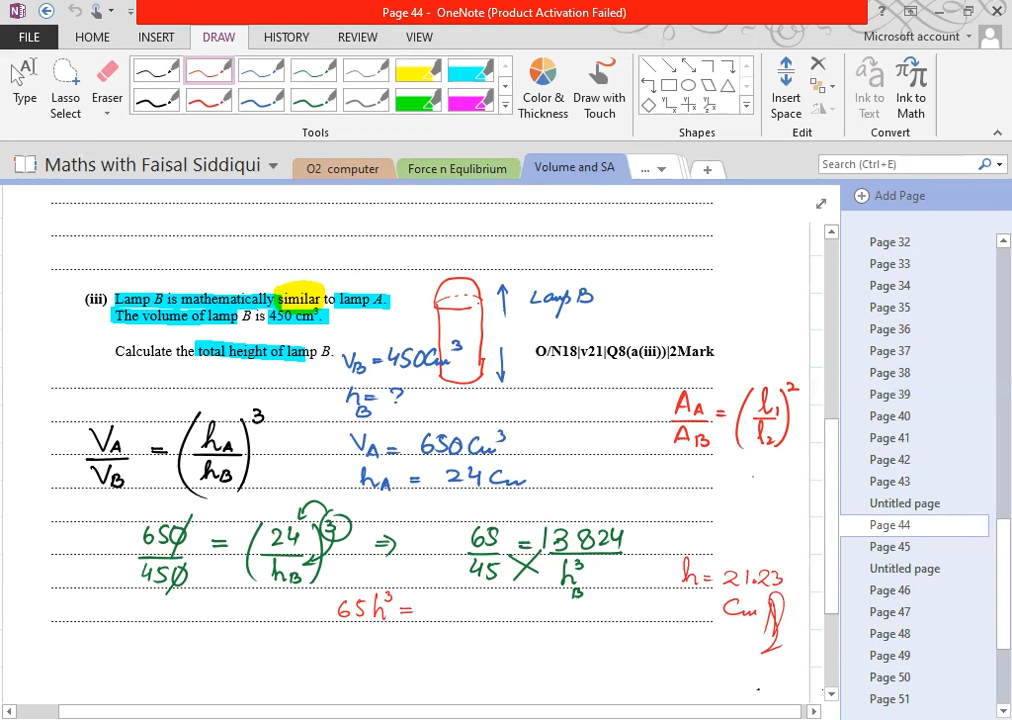 Page 44 - OneNote (Product Activation Failed)
FILE HOME INSERT DRAW HISTORY REVIEW VIEW
Microsoft account
Type
Lasso Select
Eraser
Color & Thickness
Draw with Touch
Insert Space
Ink to Text
Ink to Math
Tools Shapes Edit Convert
Maths with Faisal Siddiqui
O2 computer
Force n Equlibrium
Volume and SA
...
Search (Ctrl+E)
Add Page
Page 32
Page 33
Page 34
Page 35
Page 36
Page 37
Page 38
Page 39
Page 40
Page 41
Page 42
Page 43
Untitled page
Page 44
Page 45
Untitled page
Page 46
Page 47
Page 48
Page 49
Page 50
Page 51
(iii) Lamp B is mathematically similar to lamp A.
The volume of lamp B is 450 cm³.
Calculate the total height of lamp B.
O/N18|v21|Q8(a(iii))|2Mark
Lamp B
V_B = 450 Cm³
h_B = ?
V_A = 650 Cm³
h_A = 24 Cm
V_A/V_B = (h_A/h_B)³
A_A/A_B = (l₁/l₂)²
650/450 = (24/h_B)³ ⇒ 65/45 = 13824/h_B³
65h³ =
h = 21.23
Cm